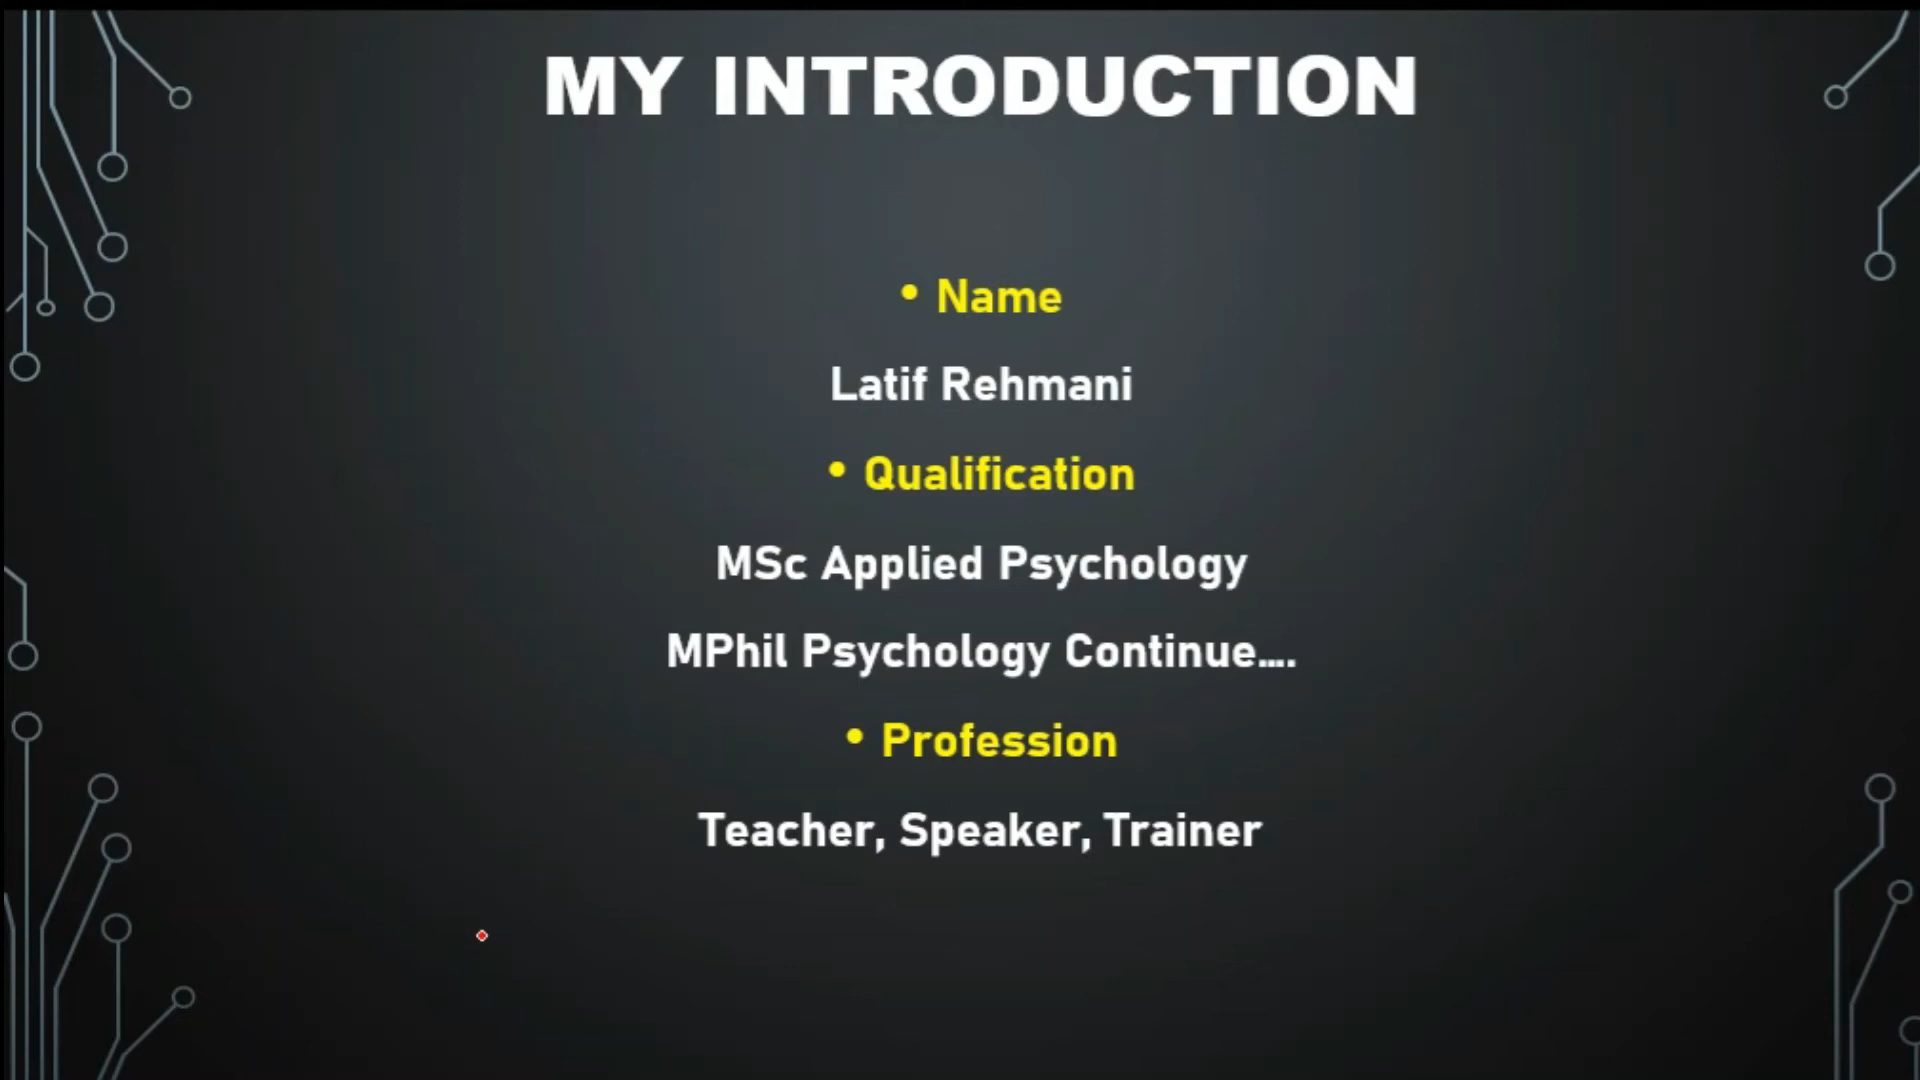 MY INTRODUCTION
• Name
Latif Rehmani
• Qualification
MSc Applied Psychology
MPhil Psychology Continue....
• Profession
Teacher, Speaker, Trainer